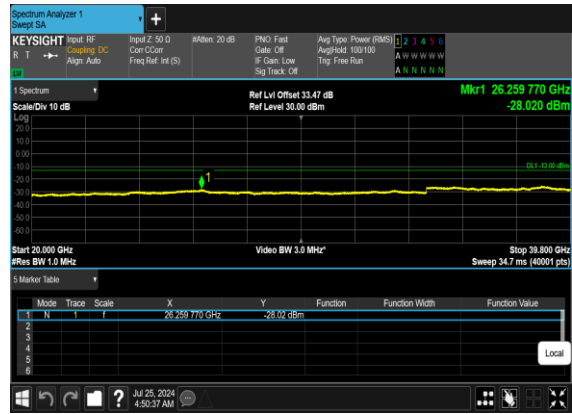 Spectrum Analyzer 1
Swept SA
+
KEYSIGHT Input: RF Input Z: 50 Ω #Atten: 20 dB PNO: Fast Avg Type: Power (RMS) 1 2 3 4 5 6
R T Coupling: DC Corr CCorr Gate: Off Avg|Hold: 100/100 A W W W W W
Align: Auto Freq Ref: Int (S) IF Gain: Low Trig: Free Run
Sig Track: Off A N N N N N
1 Spectrum Ref Lvl Offset 33.47 dB Mkr1 26.259 770 GHz
Scale/Div 10 dB Ref Level 30.00 dBm -28.020 dBm
Log
20.0
10.0
0.00
-10.0
DL1 -13.00 dBm
-20.0
1
-30.0
-40.0
-50.0
-60.0
Start 20.000 GHz Video BW 3.0 MHz* Stop 39.800 GHz
#Res BW 1.0 MHz Sweep 34.7 ms (40001 pts)
5 Marker Table
Mode Trace Scale X Y Function Function Width Function Value
1 N 1 f 26.259 770 GHz -28.02 dBm
2
3
4
5
6
Local
? Jul 25, 2024
4:50:37 AM